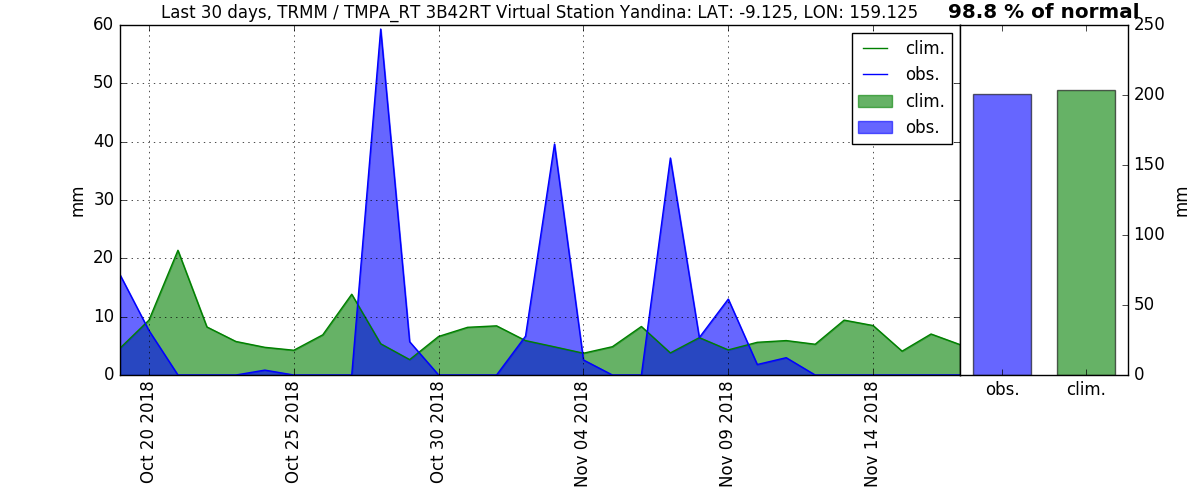 Last 30 days, TRMM / TMPA_RT 3B42RT Virtual Station Yandina: LAT: -9.125, LON: 159.125
98.8 % of normal
60
50
40
30
20
10
0
mm
clim.
obs.
clim.
obs.
250
200
150
100
50
0
mm
obs.
clim.
Oct 20 2018
Oct 25 2018
Oct 30 2018
Nov 04 2018
Nov 09 2018
Nov 14 2018